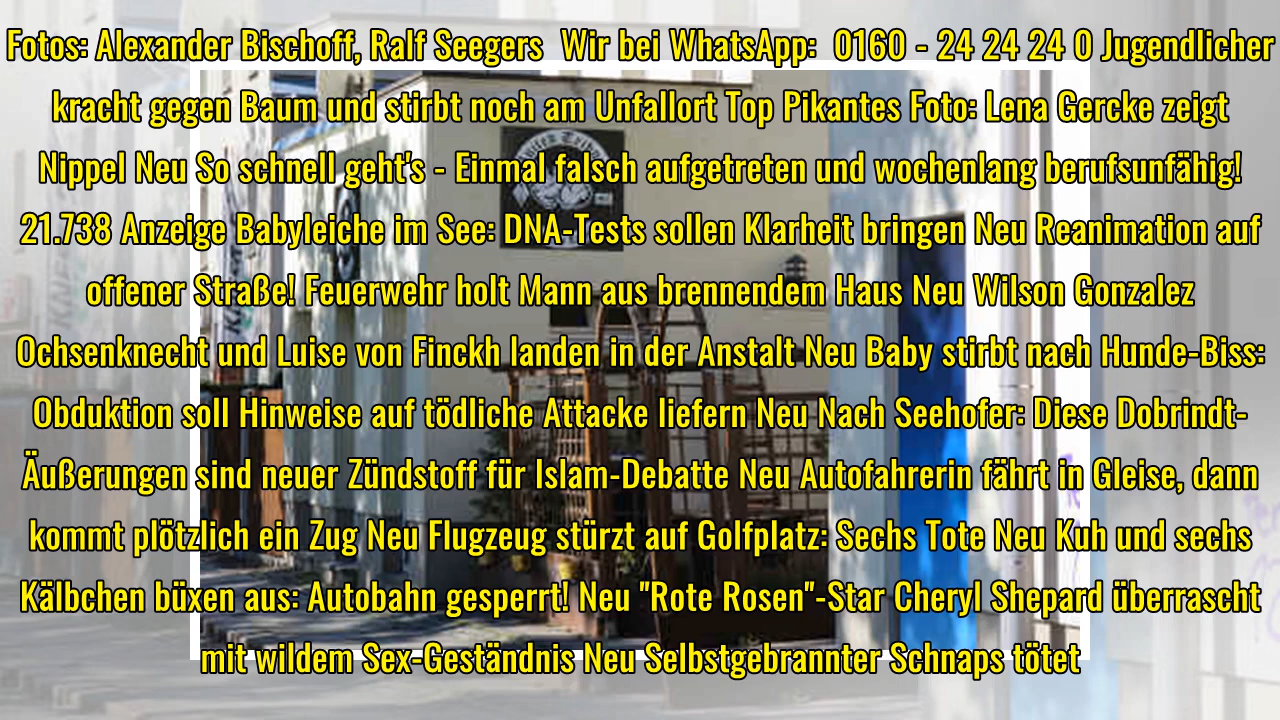 Fotos: Alexander Bischoff, Ralf Seegers  Wir bei WhatsApp:  0160 - 24 24 24 0 Jugendlicher
kracht gegen Baum und stirbt noch am Unfallort Top Pikantes Foto: Lena Gercke zeigt
Nippel Neu So schnell geht's - Einmal falsch aufgetreten und wochenlang berufsunfähig!
21.738 Anzeige Babyleiche im See: DNA-Tests sollen Klarheit bringen Neu Reanimation auf
offener Straße! Feuerwehr holt Mann aus brennendem Haus Neu Wilson Gonzalez
Ochsenknecht und Luise von Finckh landen in der Anstalt Neu Baby stirbt nach Hunde-Biss:
Obduktion soll Hinweise auf tödliche Attacke liefern Neu Nach Seehofer: Diese Dobrindt-
Äußerungen sind neuer Zündstoff für Islam-Debatte Neu Autofahrerin fährt in Gleise, dann
kommt plötzlich ein Zug Neu Flugzeug stürzt auf Golfplatz: Sechs Tote Neu Kuh und sechs
Kälbchen büxen aus: Autobahn gesperrt! Neu "Rote Rosen"-Star Cheryl Shepard überrascht
mit wildem Sex-Geständnis Neu Selbstgebrannter Schnaps tötet